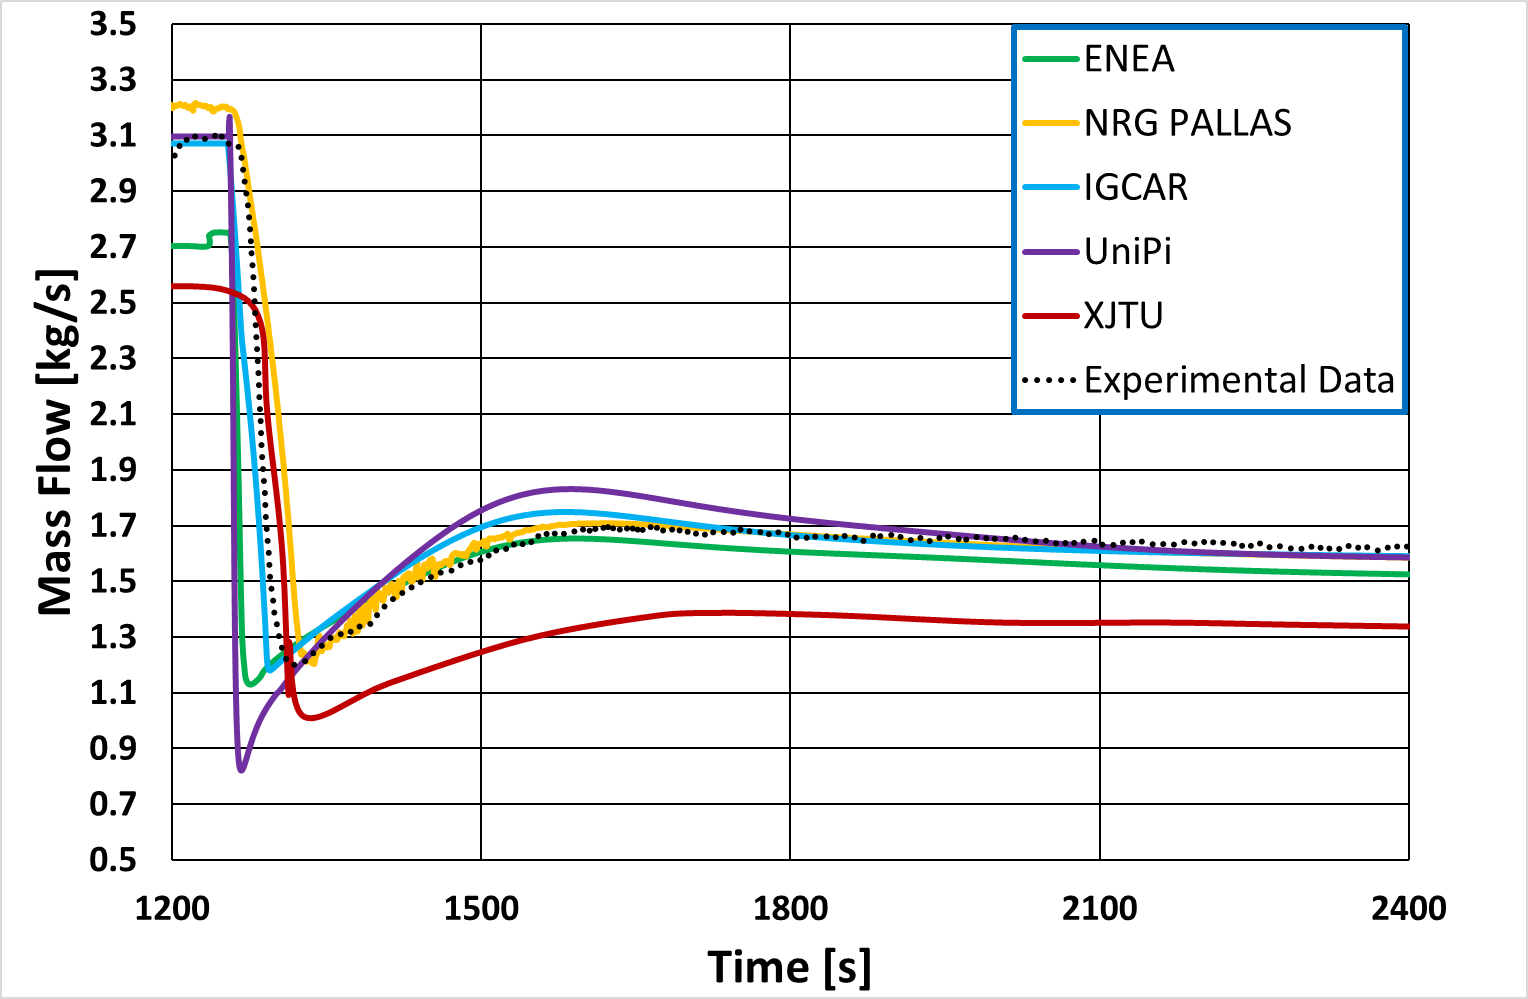 3.5
3.3
3.1
2.9
2.7
2.5
2.3
2.1
1.9
1.7
1.5
1.3
1.1
0.9
0.7
0.5
Mass Flow [kg/s]
ENEA
NRG PALLAS
IGCAR
UniPi
XJTU
Experimental Data
1200 1500 1800 2100 2400
Time [s]